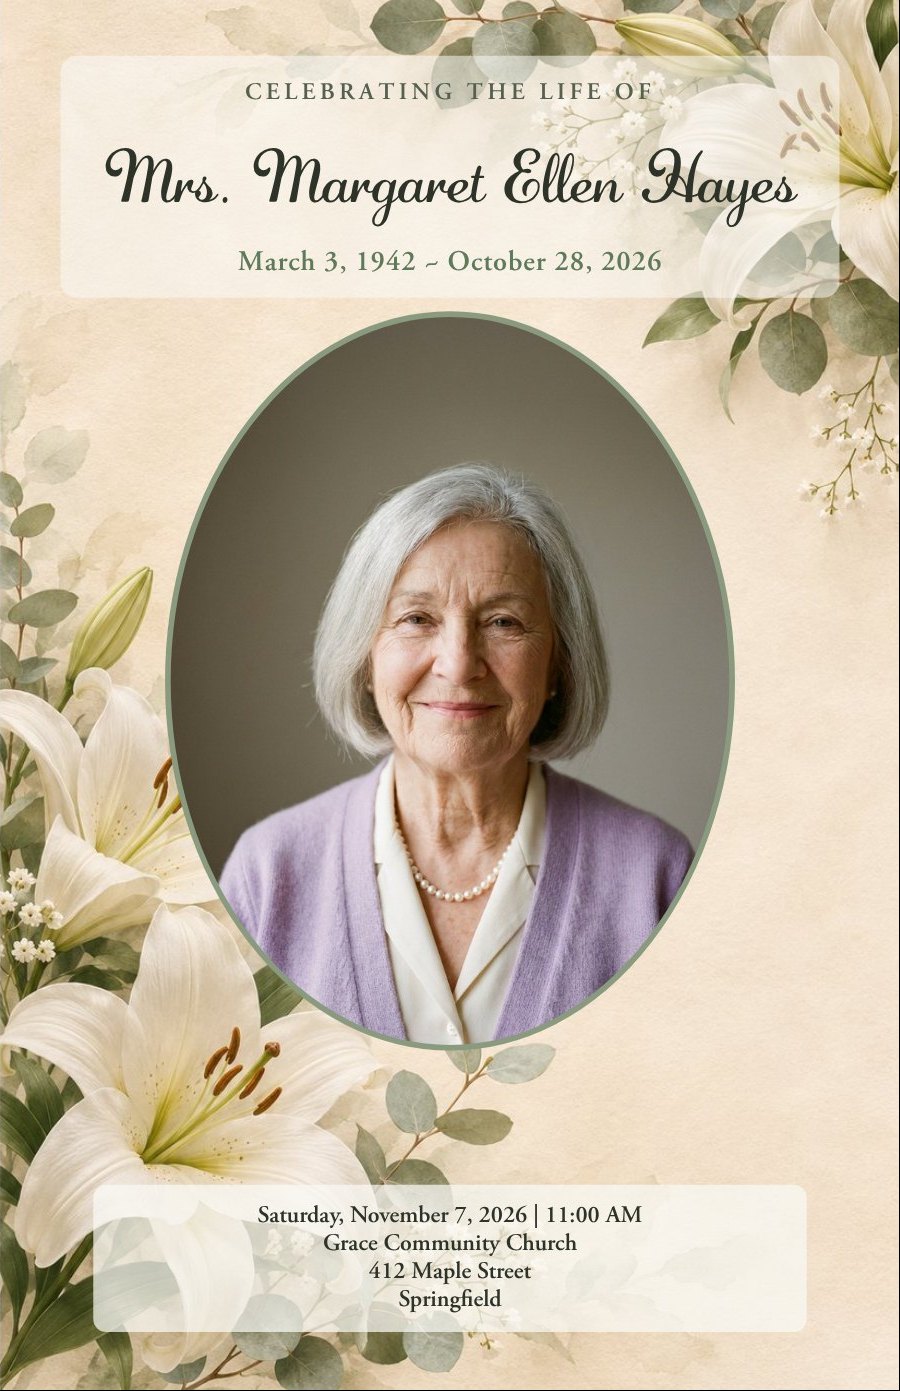 CELEBRATING THE LIFE OF
Mrs. Margaret Ellen Hayes
March 3, 1942 ~ October 28, 2026
Saturday, November 7, 2026 | 11:00 AM
Grace Community Church
412 Maple Street
Springfield